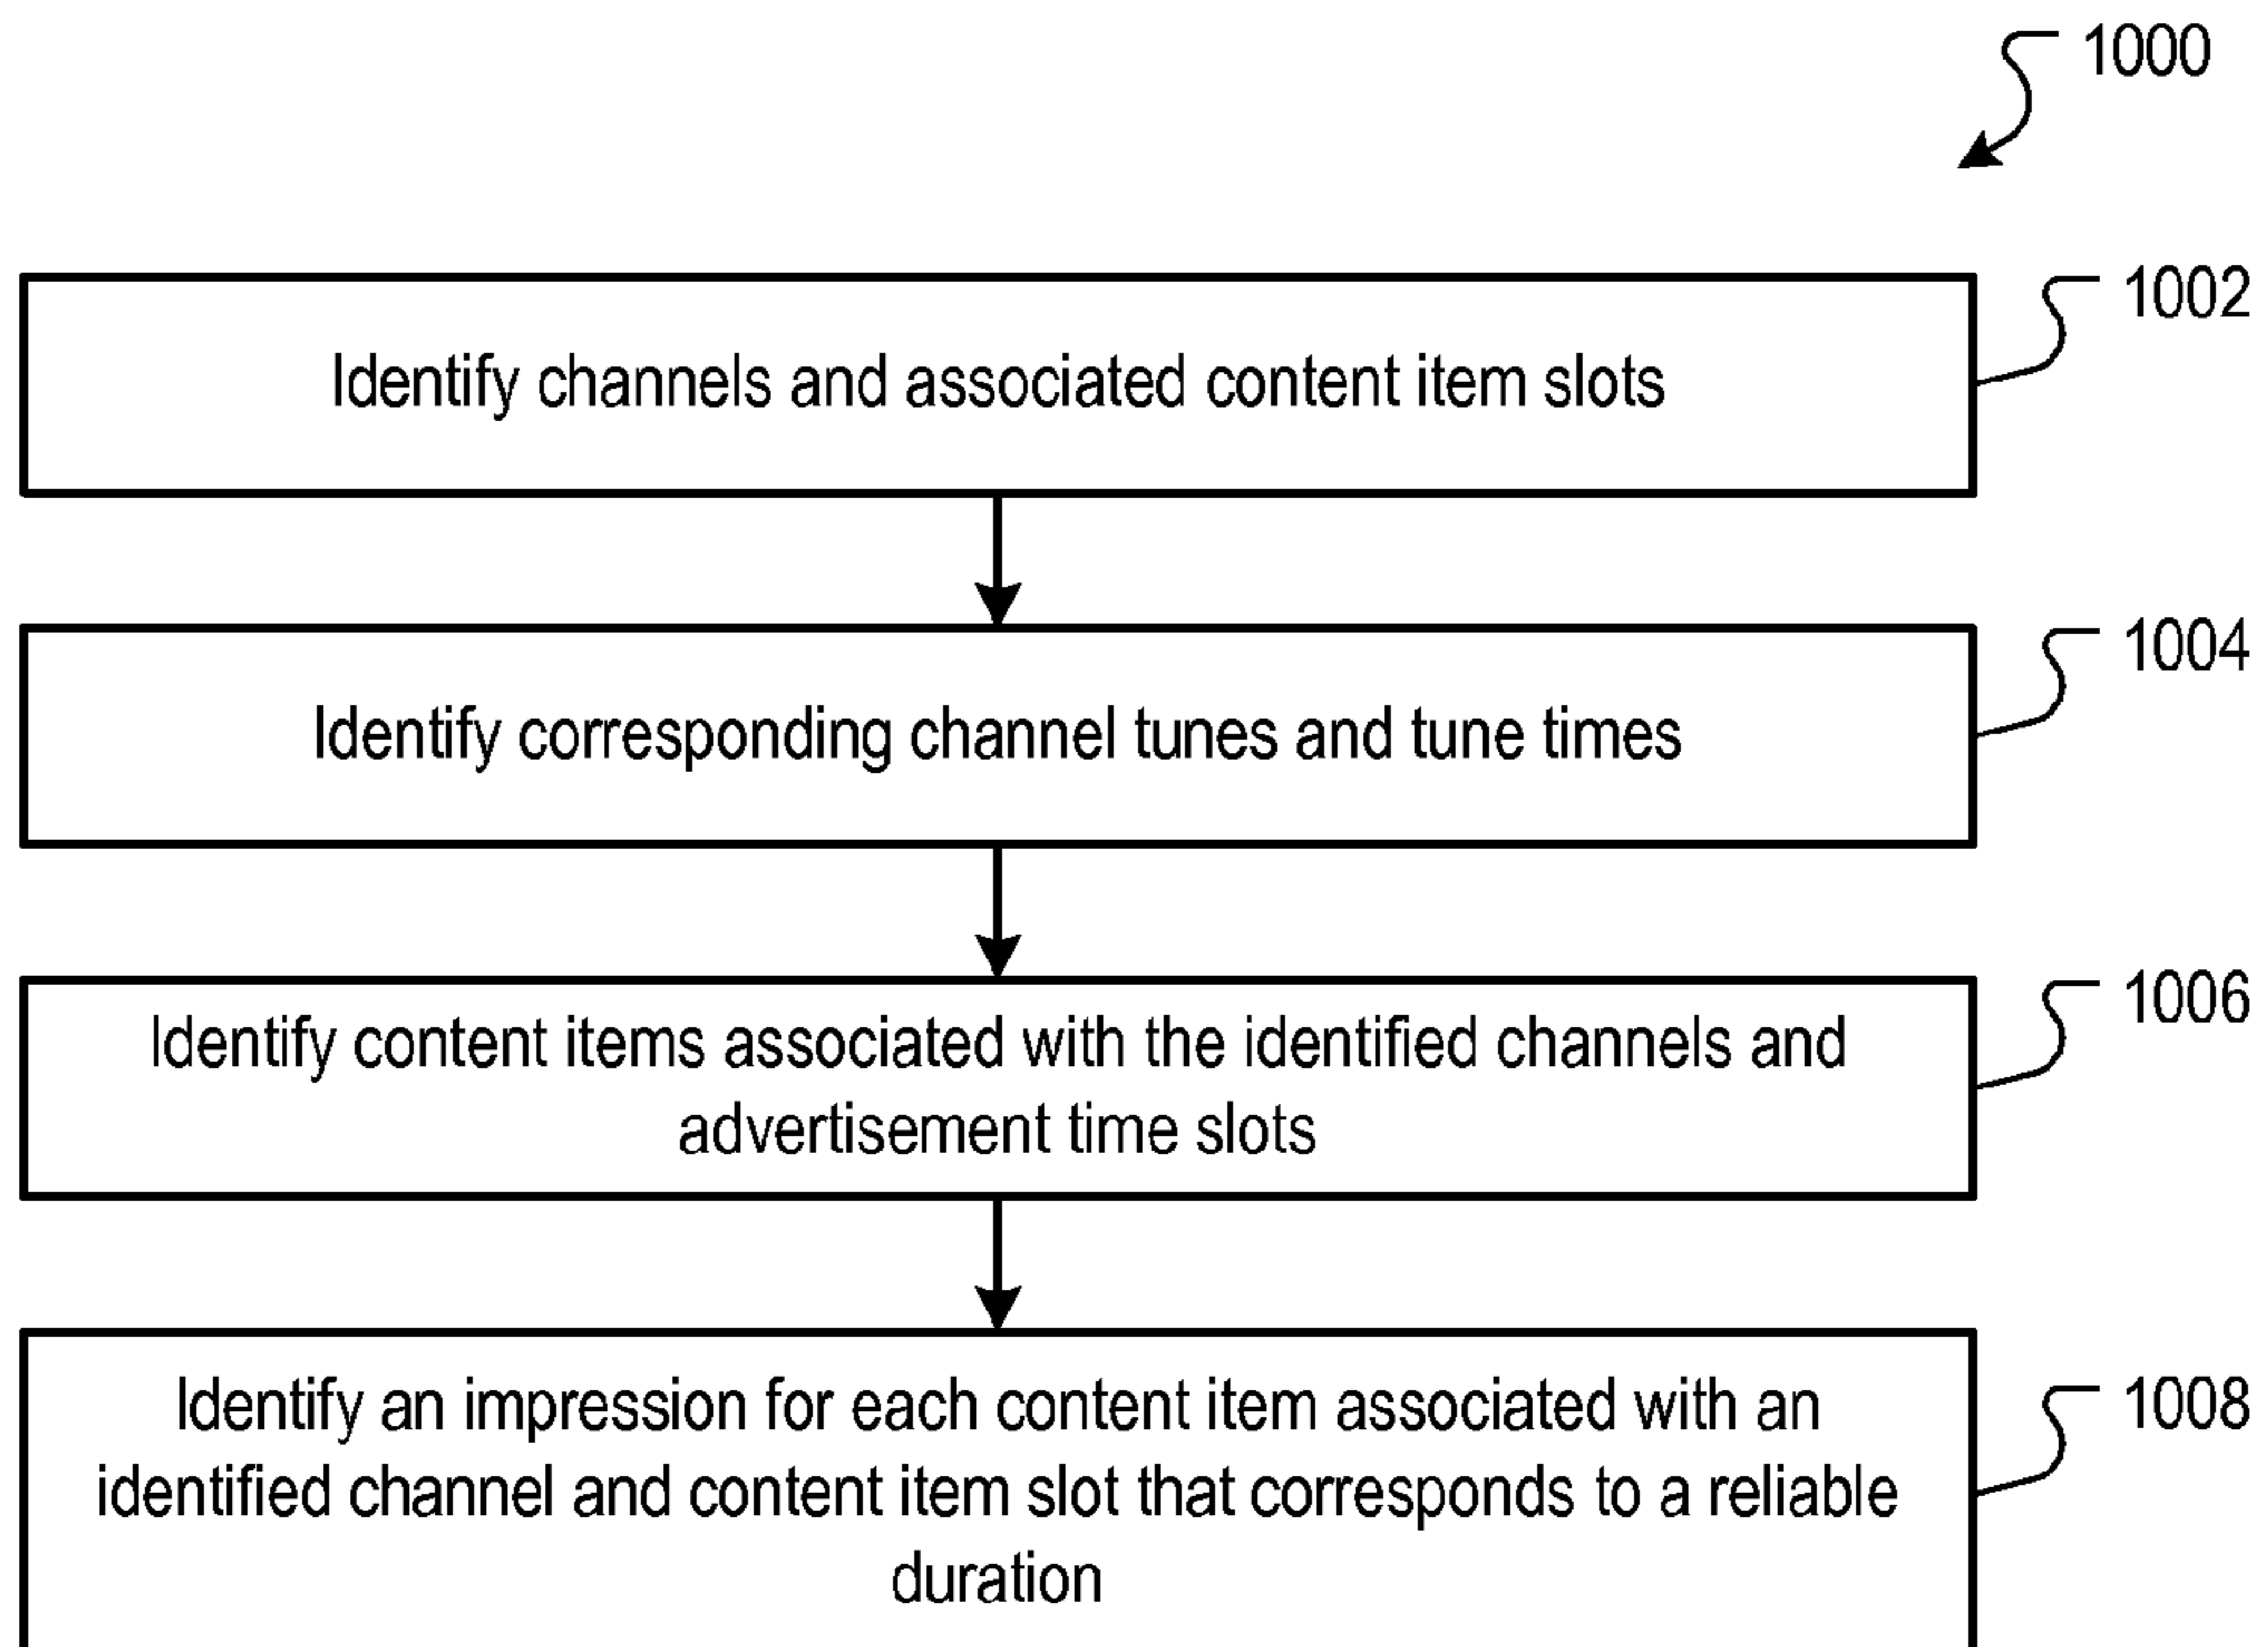 1000
Identify channels and associated content item slots
1002
Identify corresponding channel tunes and tune times
1004
Identify content items associated with the identified channels and
advertisement time slots
1006
Identify an impression for each content item associated with an
identified channel and content item slot that corresponds to a reliable
duration
1008